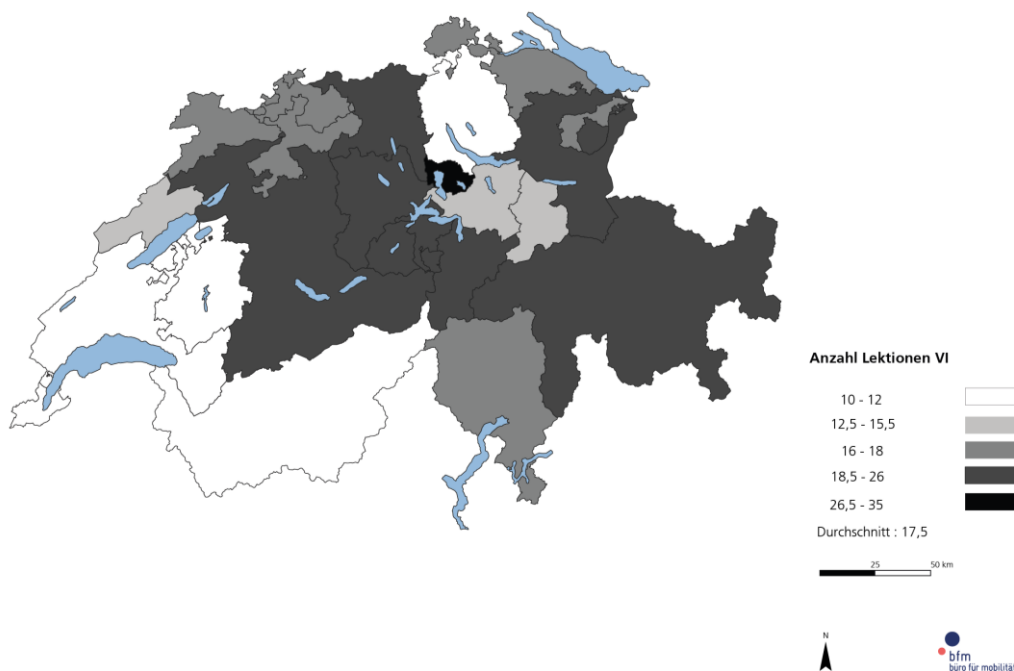 Anzahl Lektionen VI
10 - 12
12,5 - 15,5
16 - 18
18,5 - 26
26,5 - 35
Durchschnitt : 17,5
25 50 km
N
bfm
büro für mobilität